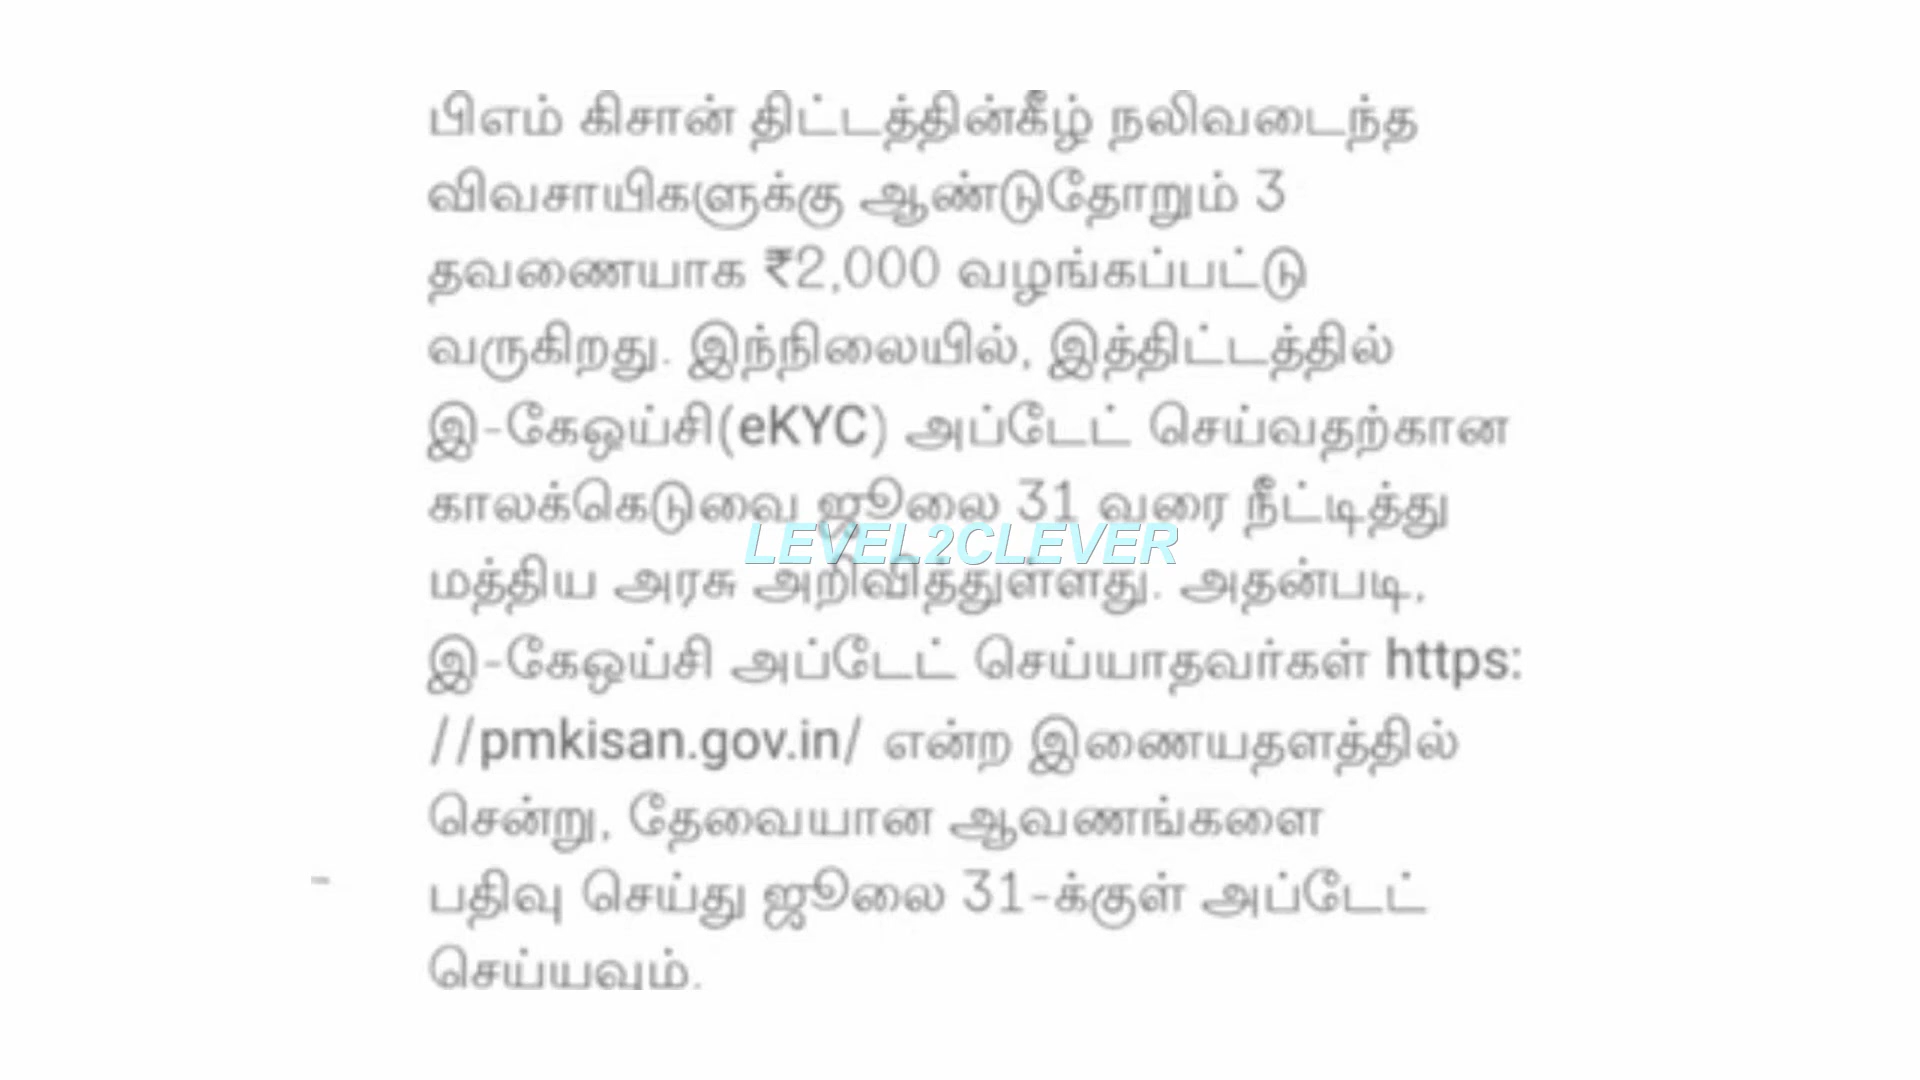 பிஎம் கிசான் திட்டத்தின்கீழ் நலிவடைந்த
விவசாயிகளுக்கு ஆண்டுதோறும் 3
தவணையாக ₹2,000 வழங்கப்பட்டு
வருகிறது. இந்நிலையில், இத்திட்டத்தில்
இ-கேஒய்சி(eKYC) அப்டேட் செய்வதற்கான
காலக்கெடுவை ஜூலை 31 வரை நீட்டித்து
LEVEL2CLEVER
மத்திய அரசு அறிவித்துள்ளது. அதன்படி,
இ-கேஒய்சி அப்டேட் செய்யாதவர்கள் https:
//pmkisan.gov.in/ என்ற இணையதளத்தில்
சென்று, தேவையான ஆவணங்களை
பதிவு செய்து ஜூலை 31-க்குள் அப்டேட்
செய்யவும்.